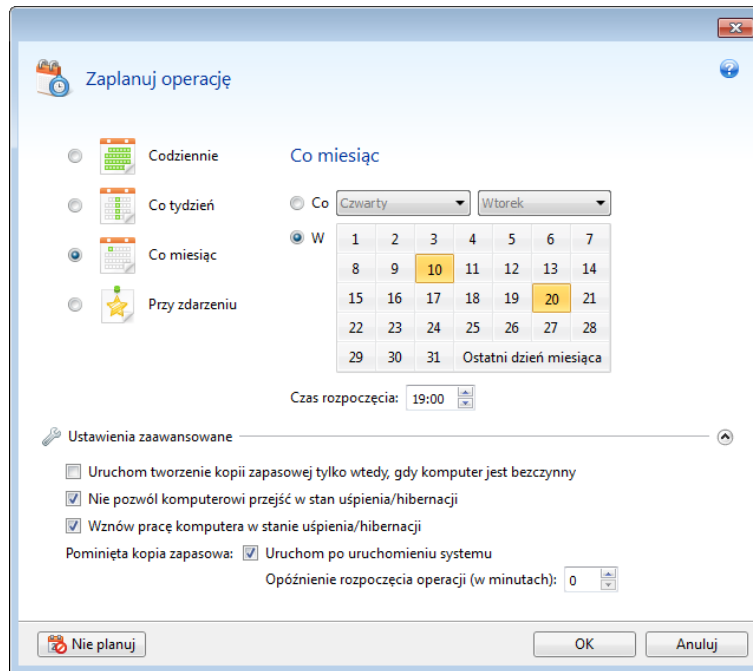 Zaplanuj operację
Codziennie
Co tydzień
Co miesiąc
Przy zdarzeniu
Co miesiąc
Co Czwarty Wtorek
W 1 2 3 4 5 6 7
8 9 10 11 12 13 14
15 16 17 18 19 20 21
22 23 24 25 26 27 28
29 30 31 Ostatni dzień miesiąca
Czas rozpoczęcia: 19:00
Ustawienia zaawansowane
Uruchom tworzenie kopii zapasowej tylko wtedy, gdy komputer jest bezczynny
Nie pozwól komputerowi przejść w stan uśpienia/hibernacji
Wznów pracę komputera w stanie uśpienia/hibernacji
Pominięta kopia zapasowa: Uruchom po uruchomieniu systemu
Opóźnienie rozpoczęcia operacji (w minutach): 0
Nie planuj OK Anuluj